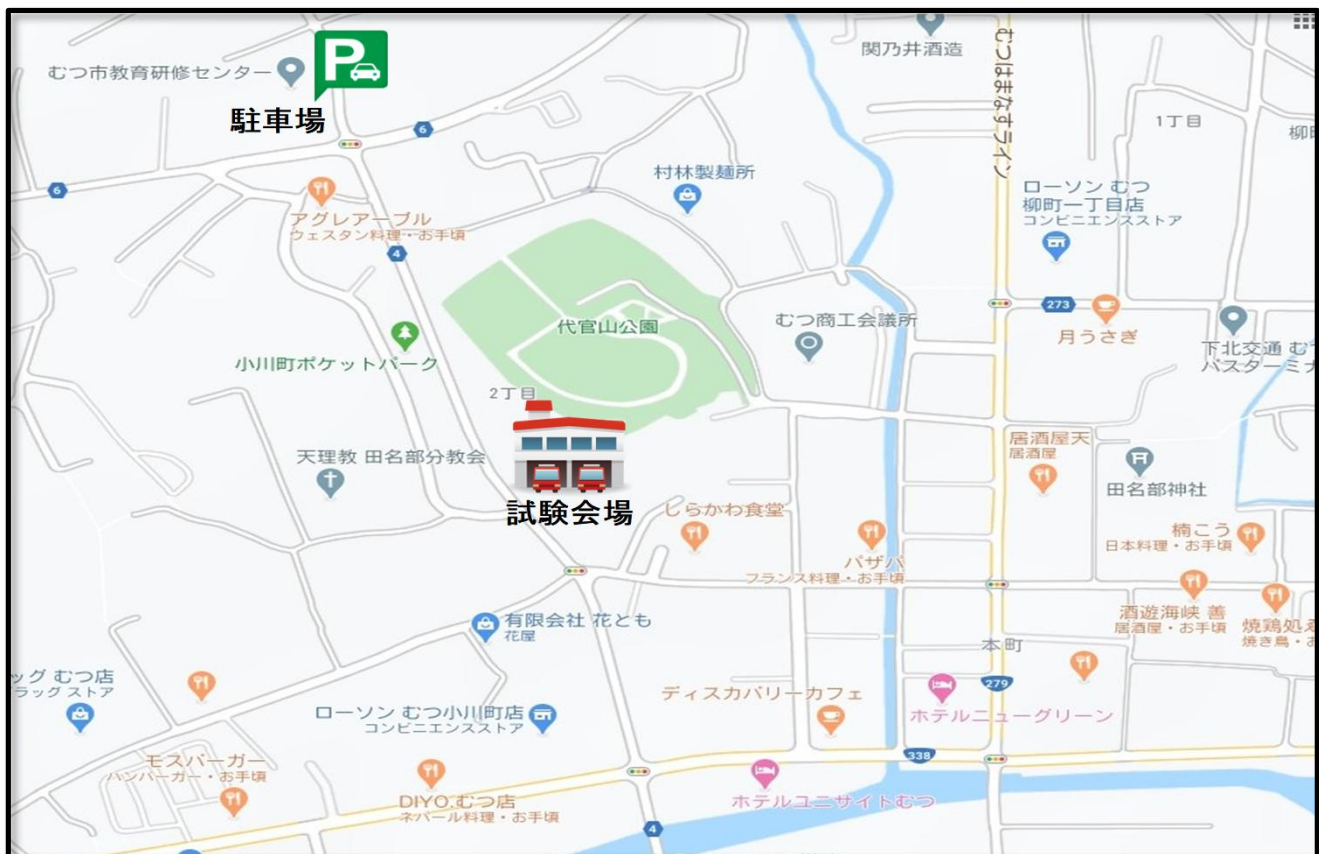 関乃井酒造
むつ市教育研修センター
P
駐車場
むつはまなすライン
1丁目
6
6
村林製麺所
ローソン むつ
柳町一丁目店
コンビニエンスストア
アグレアーブル
ウェスタン料理・お手頃
4
273
代官山公園
むつ商工会議所
月うさぎ
小川町ポケットパーク
下北交通 む
バスターミナ
2丁目
居酒屋天
居酒屋
天理教 田名部分教会
田名部神社
試験会場
しらかわ食堂
楠こう
日本料理・お手頃
パザパ
フランス料理・お手頃
有限会社 花とも
花屋
酒遊海峡 善
居酒屋・お手頃
焼鶏処
焼き鳥・お
本町
ッグ むつ店
ラッグ ストア
279
ディスカバリーカフェ
ローソン むつ小川町店
コンビニエンスストア
ホテルニューグリーン
モスバーガー
ハンバーガー・お手頃
338
DIYO.むつ店
ネパール料理・お手頃
ホテルユニサイトむつ
4